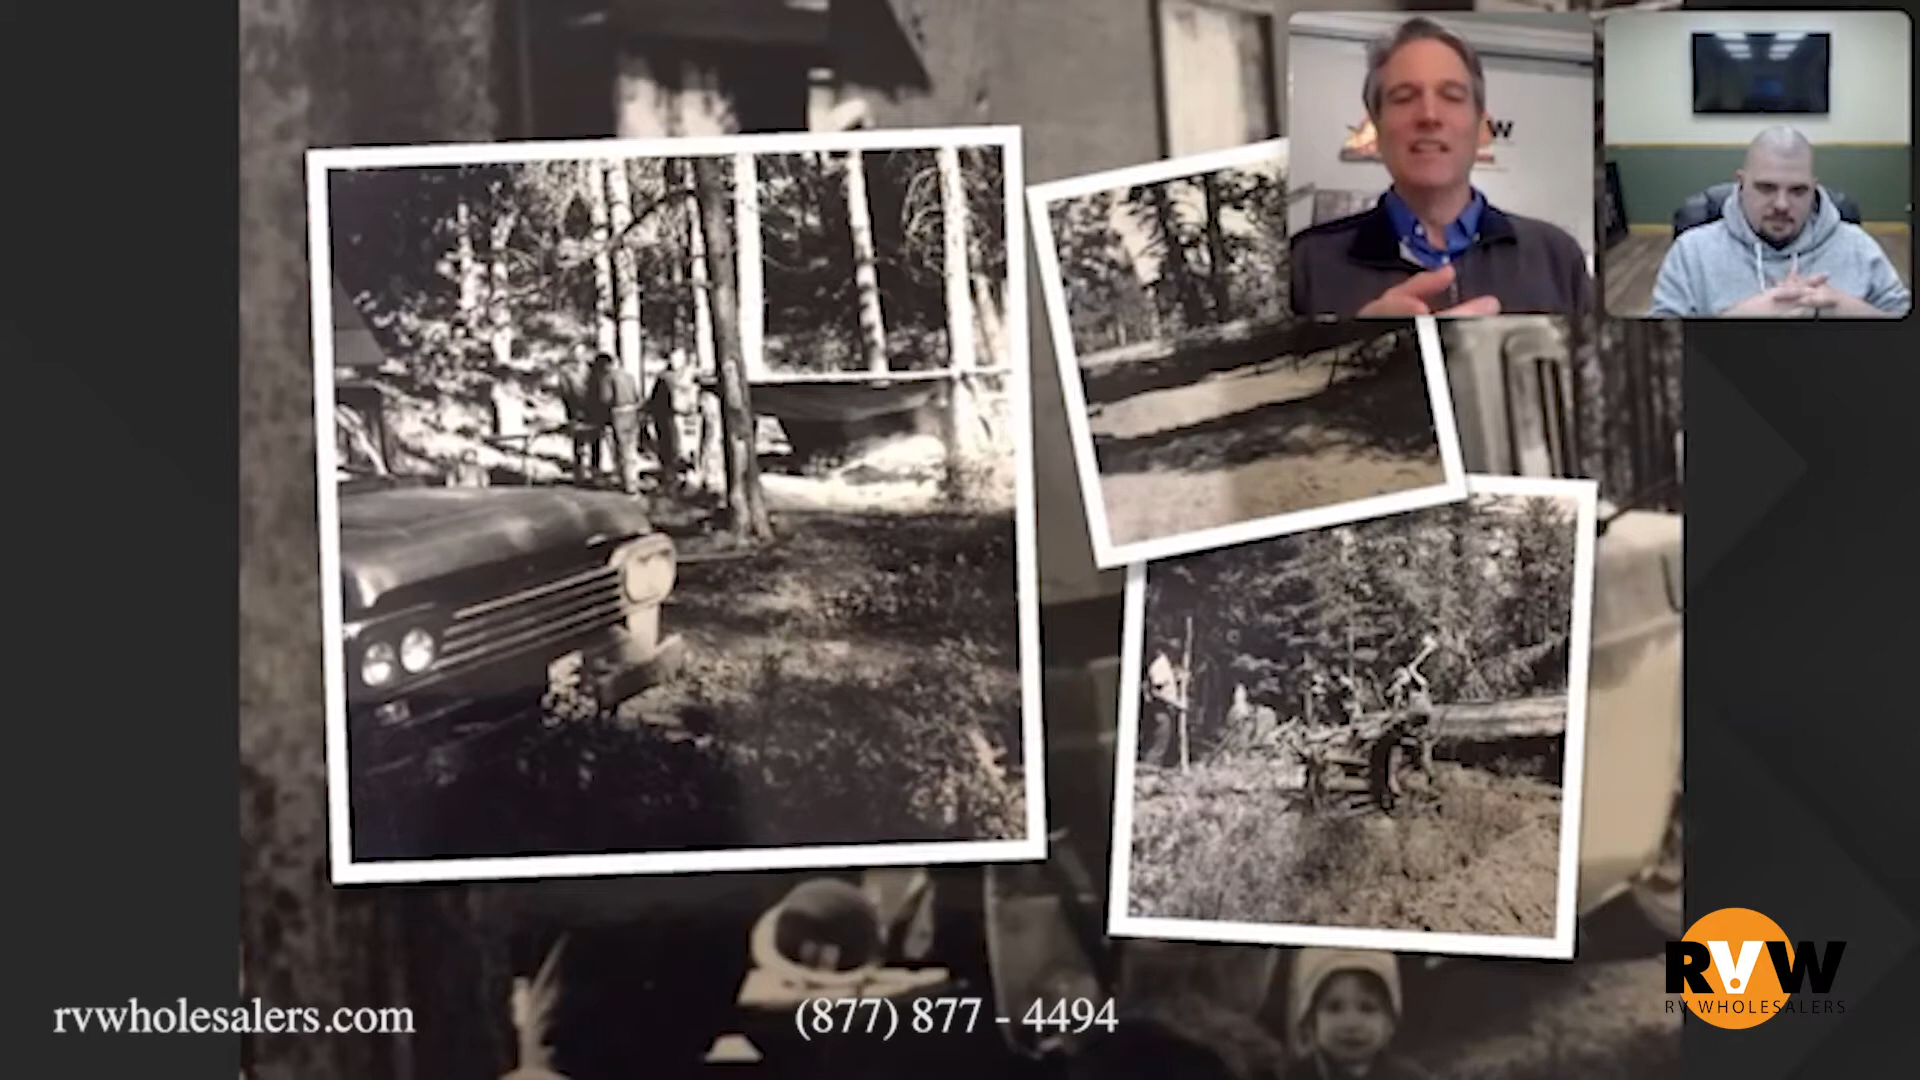 W
rvwholesalers.com
(877) 877 - 4494
RVW
RV WHOLESALERS